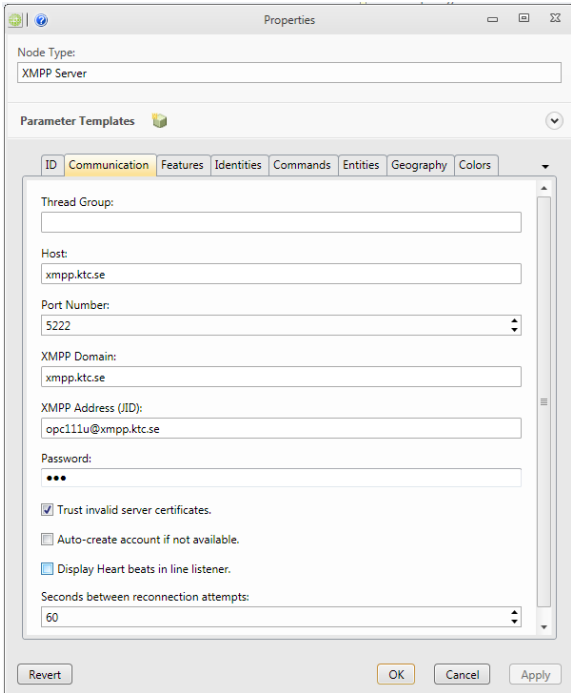 Properties
Node Type:
XMPP Server
Parameter Templates
ID Communication Features Identities Commands Entities Geography Colors
Thread Group:
Host:
xmpp.ktc.se
Port Number:
5222
XMPP Domain:
xmpp.ktc.se
XMPP Address (JID):
opc111u@xmpp.ktc.se
Password:
●●●
Trust invalid server certificates.
Auto-create account if not available.
Display Heart beats in line listener.
Seconds between reconnection attempts:
60
Revert OK Cancel Apply